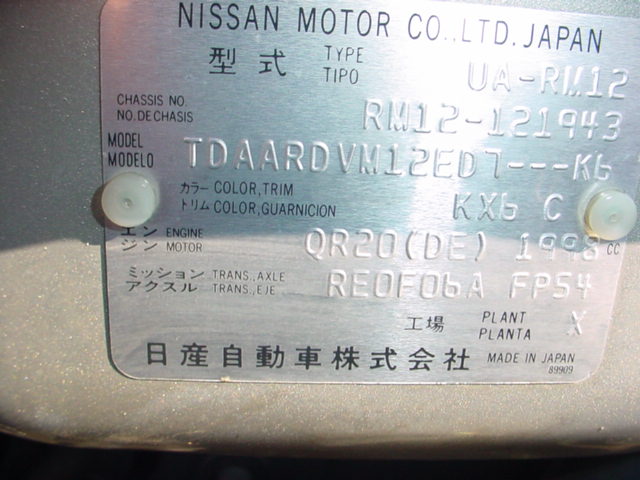 NISSAN MOTOR CO.,LTD. JAPAN
型式 TYPE TIPO UA-RM12
CHASSIS NO. NO. DE CHASIS RM12-121943
MODEL MODELO TDAARDVM12ED7---K6
カラー COLOR, TRIM
トリム COLOR, GUARNICION KX6 C
エン ENGINE
ジン MOTOR QR20(DE) 1998 cc
ミッション TRANS., AXLE
アクスル TRANS., EJE RE0F06A FP54
工場 PLANT PLANTA X
日産自動車株式会社 MADE IN JAPAN
89909